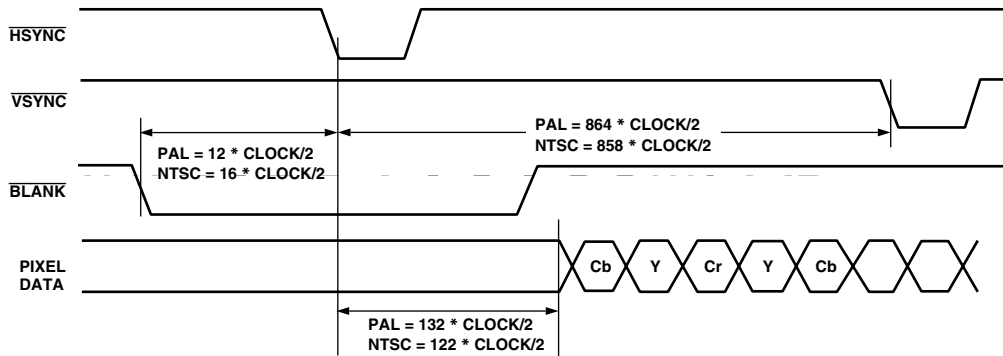 HSYNC
VSYNC
PAL = 864 * CLOCK/2
NTSC = 858 * CLOCK/2
PAL = 12 * CLOCK/2
NTSC = 16 * CLOCK/2
BLANK
PIXEL
DATA
Cb Y Cr Y Cb
PAL = 132 * CLOCK/2
NTSC = 122 * CLOCK/2